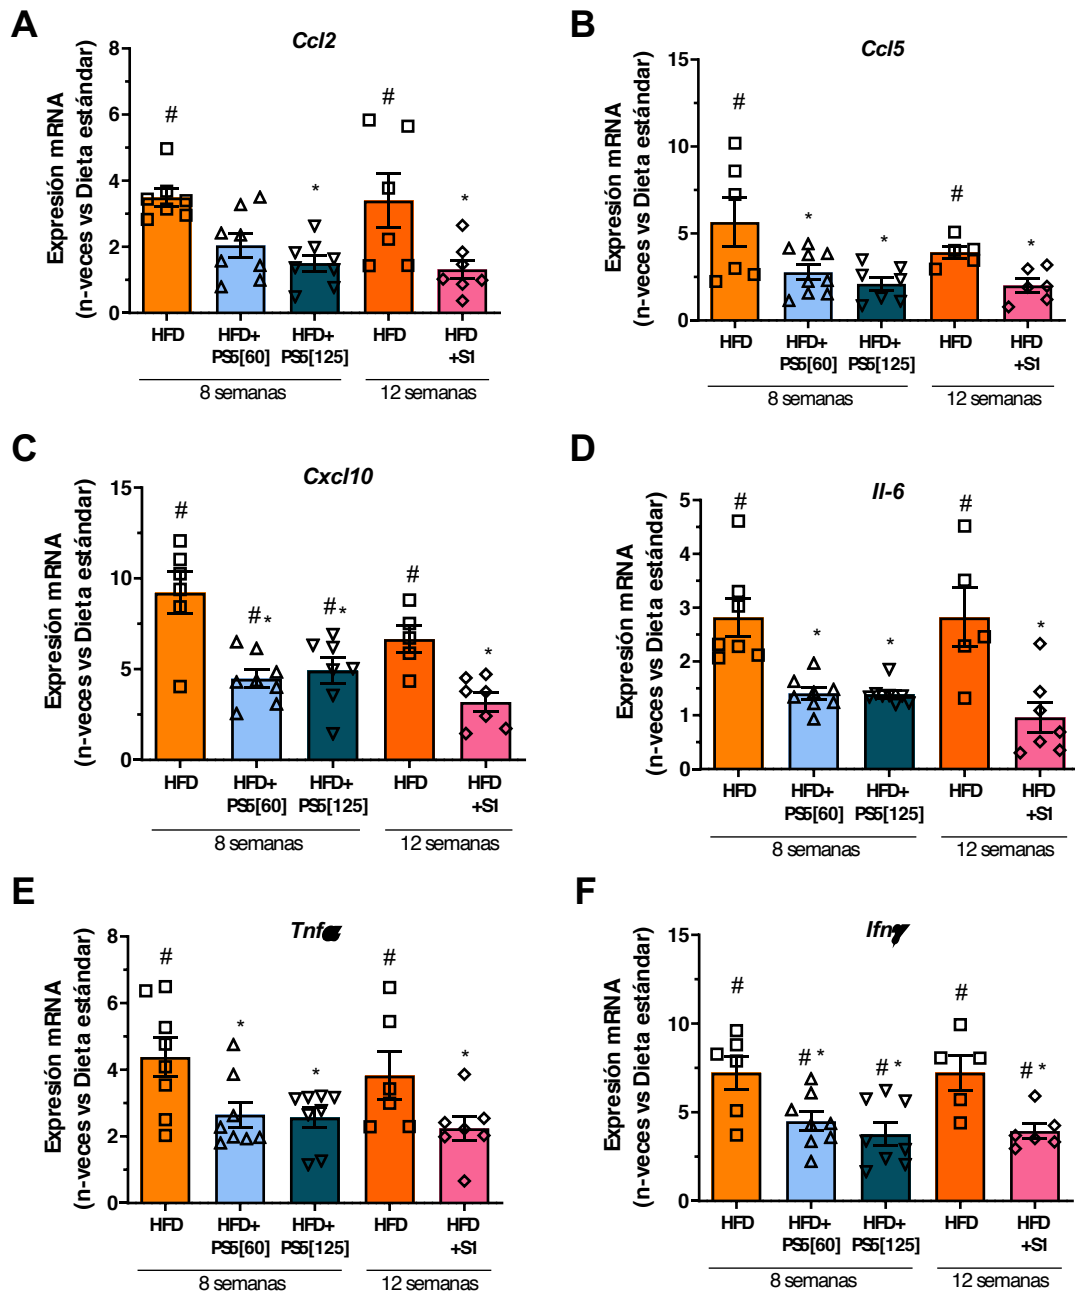 A
Ccl2
Expresión mRNA
(n-veces vs Dieta estándar)
8
6
4
2
0
#
*
#
*
HFD
HFD+
PS5[60]
HFD+
PS5[125]
HFD
HFD
+S1
8 semanas
12 semanas
B
Ccl5
Expresión mRNA
(n-veces vs Dieta estándar)
15
10
5
0
#
*
*
#
*
HFD
HFD+
PS5[60]
HFD+
PS5[125]
HFD
HFD
+S1
8 semanas
12 semanas
C
Cxcl10
Expresión mRNA
(n-veces vs Dieta estándar)
15
10
5
0
#
#*
#*
#
*
HFD
HFD+
PS5[60]
HFD+
PS5[125]
HFD
HFD
+S1
8 semanas
12 semanas
D
Il-6
Expresión mRNA
(n-veces vs Dieta estándar)
5
4
3
2
1
0
#
*
*
#
*
HFD
HFD+
PS5[60]
HFD+
PS5[125]
HFD
HFD
+S1
8 semanas
12 semanas
E
Tnf
Expresión mRNA
(n-veces vs Dieta estándar)
8
6
4
2
0
#
*
*
#
*
HFD
HFD+
PS5[60]
HFD+
PS5[125]
HFD
HFD
+S1
8 semanas
12 semanas
F
Ifnγ
Expresión mRNA
(n-veces vs Dieta estándar)
15
10
5
0
#
# *
# *
#
# *
HFD
HFD+
PS5[60]
HFD+
PS5[125]
HFD
HFD
+S1
8 semanas
12 semanas